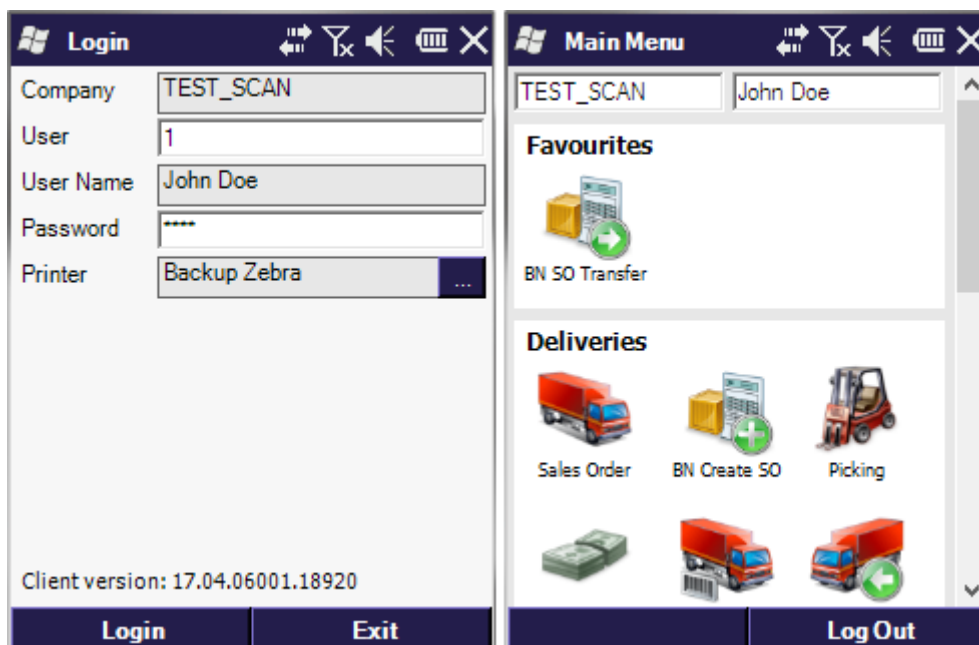 Login
Company TEST_SCAN
User 1
User Name John Doe
Password ****
Printer Backup Zebra ...
Client version: 17.04.06001.18920
Login Exit
Main Menu
TEST_SCAN John Doe
Favourites
BN SO Transfer
Deliveries
Sales Order BN Create SO Picking
Log Out